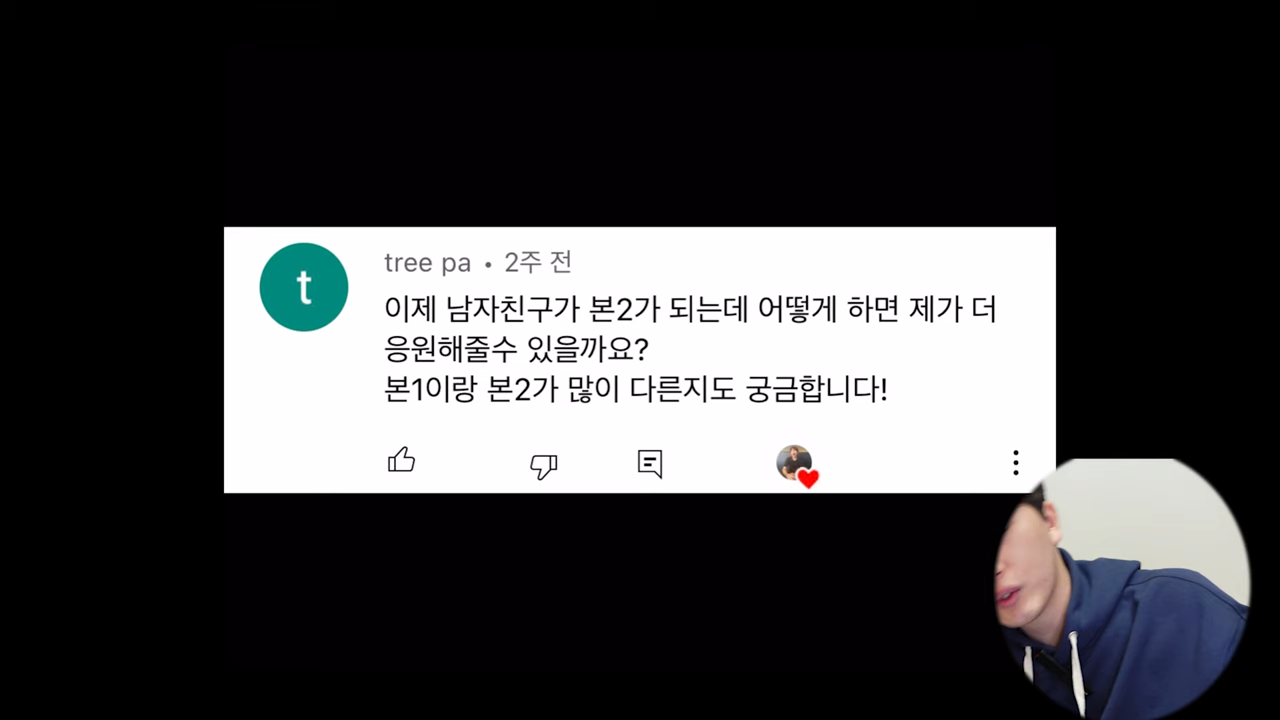 t
tree pa • 2주 전
이제 남자친구가 본2가 되는데 어떻게 하면 제가 더
응원해줄수 있을까요?
본1이랑 본2가 많이 다른지도 궁금합니다!